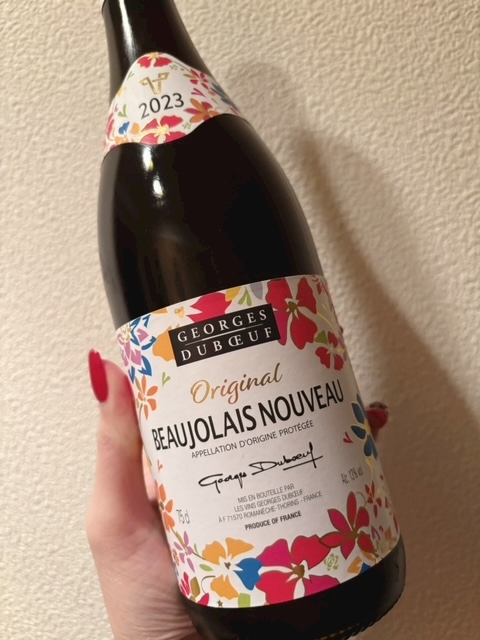 2023
GEORGES
DUBŒUF
Original
BEAUJOLAIS NOUVEAU
APPELLATION D'ORIGINE PROTÉGÉE
Georges Dubœuf
MIS EN BOUTEILLE PAR
LES VINS GEORGES DUBŒUF
À F 71570 ROMANÈCHE-THORINS - FRANCE
75cl
Alc. 12% vol.
PRODUCE OF FRANCE